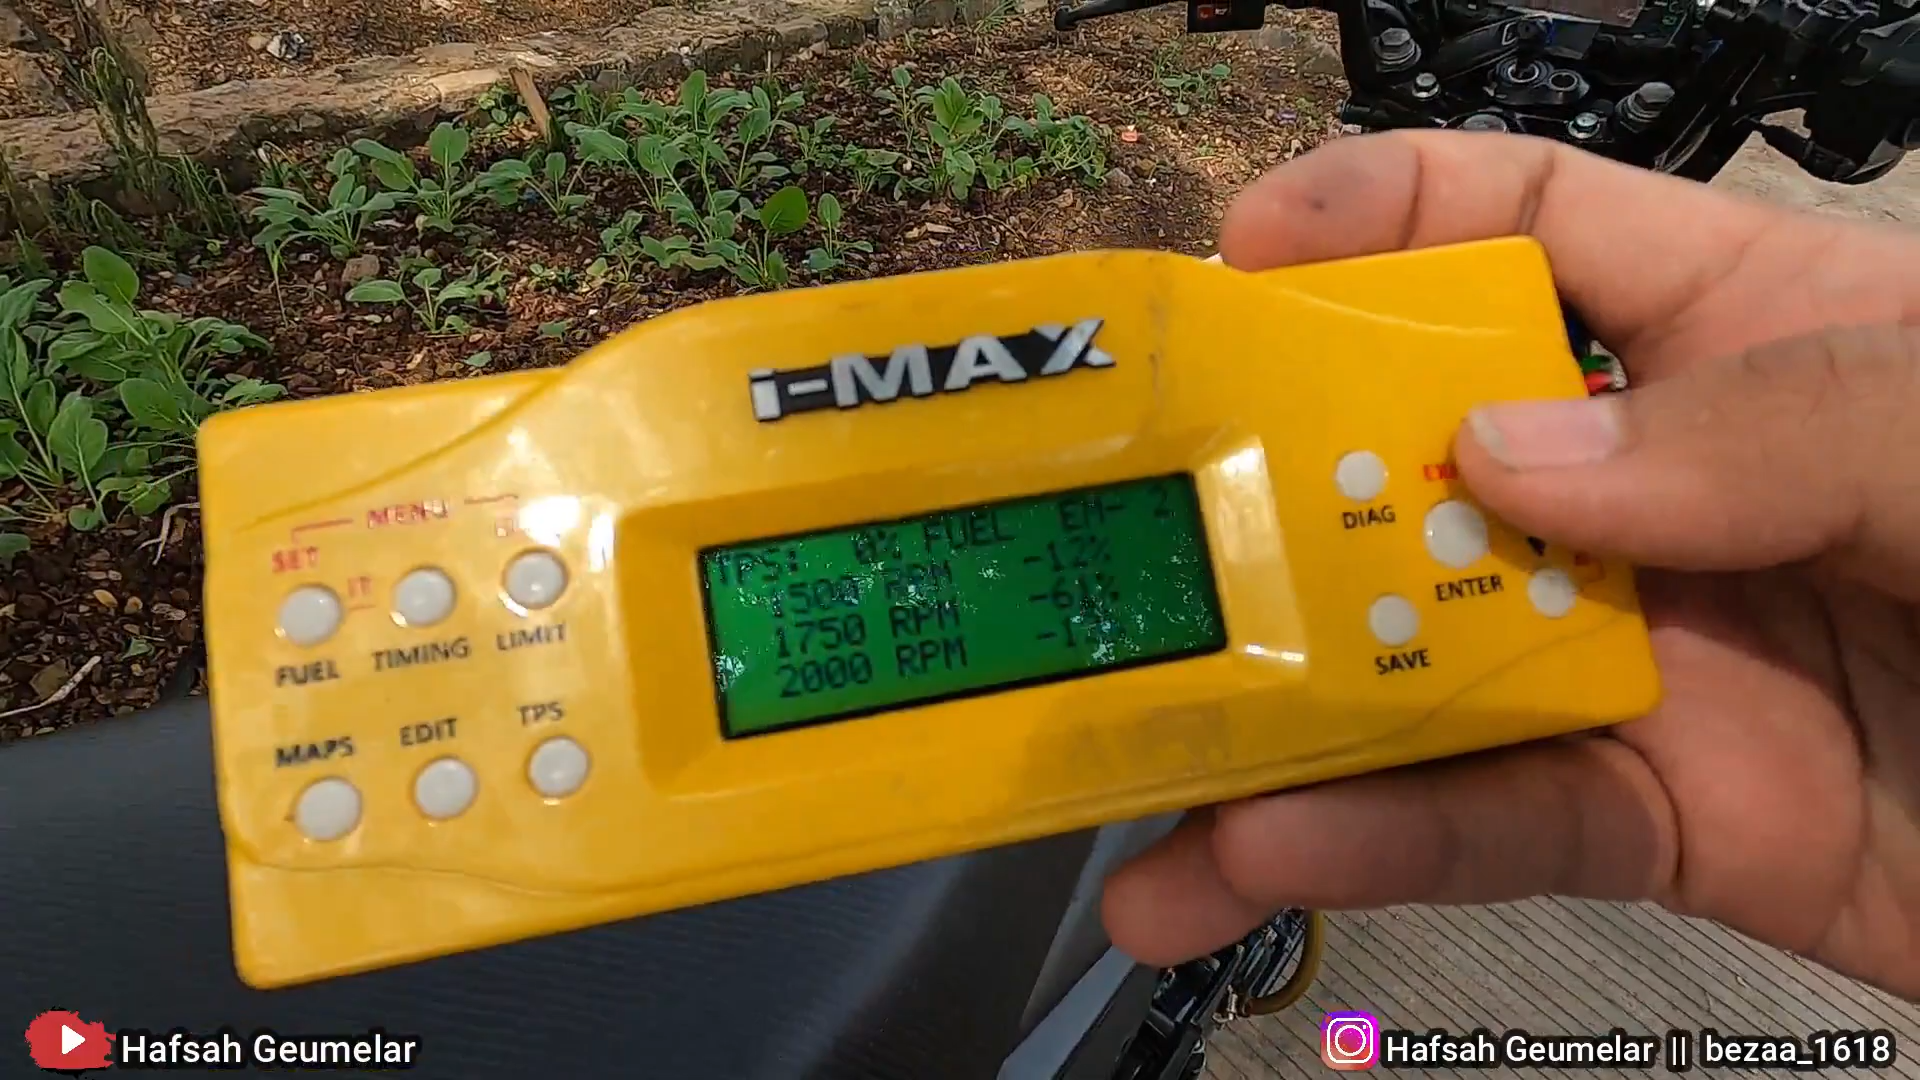 i-MAX
MENU
SET
FUEL
TIMING
LIMIT
MAPS
EDIT
TPS
TPS: 0% FUEL EM- 2
1500 RPM -12%
1750 RPM -61%
2000 RPM
DIAG
ENTER
SAVE
Hafsah Geumelar
Hafsah Geumelar || bezaa_1618